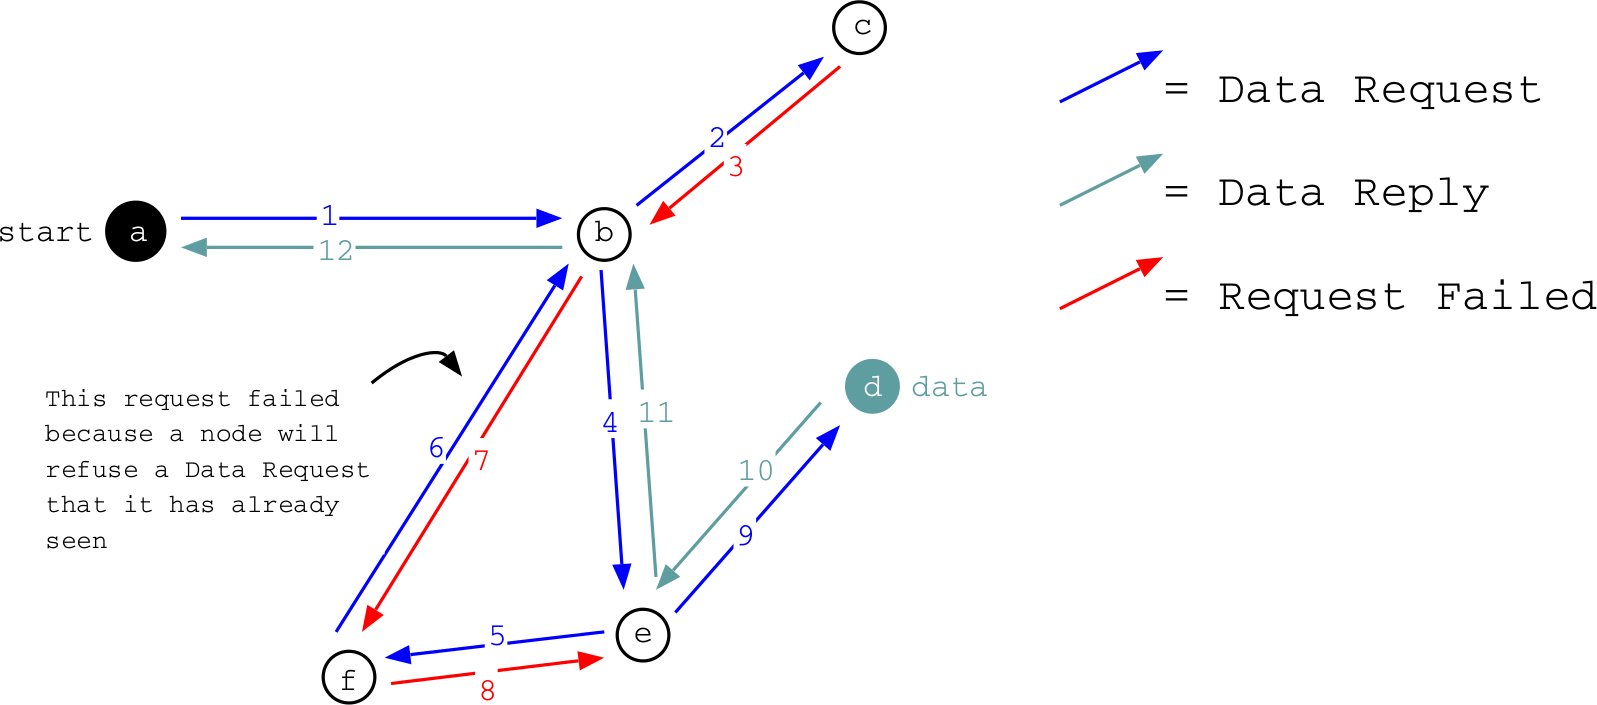 c
= Data Request
2
3
= Data Reply
start a
1
b
12
= Request Failed
This request failed
because a node will
refuse a Data Request
that it has already
seen
d data
4
11
6
7
10
9
5
e
f
8